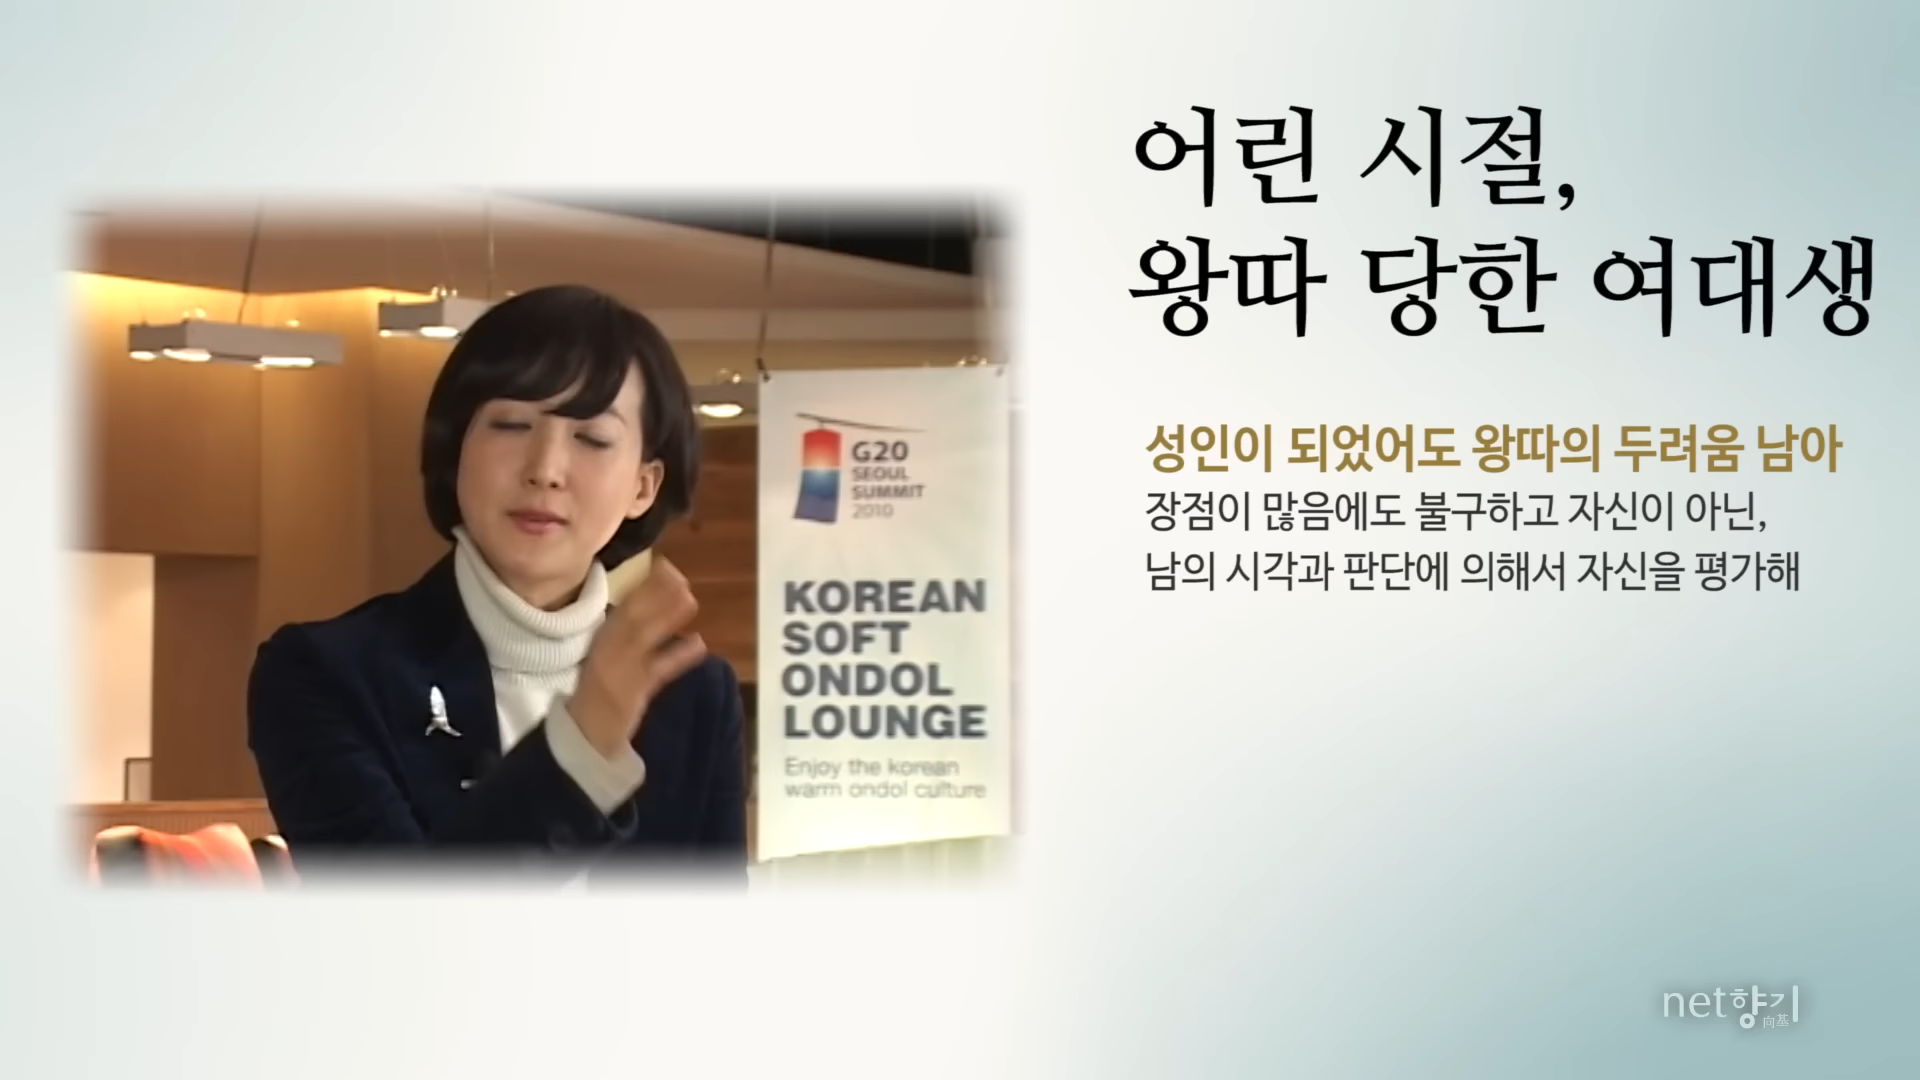 어린 시절,
왕따 당한 여대생
성인이 되었어도 왕따의 두려움 남아
장점이 많음에도 불구하고 자신이 아닌,
남의 시각과 판단에 의해서 자신을 평가해
G20
SEOUL
SUMMIT
2010
KOREAN
SOFT
ONDOL
LOUNGE
Enjoy the korean
warm ondol culture
net향기
向基